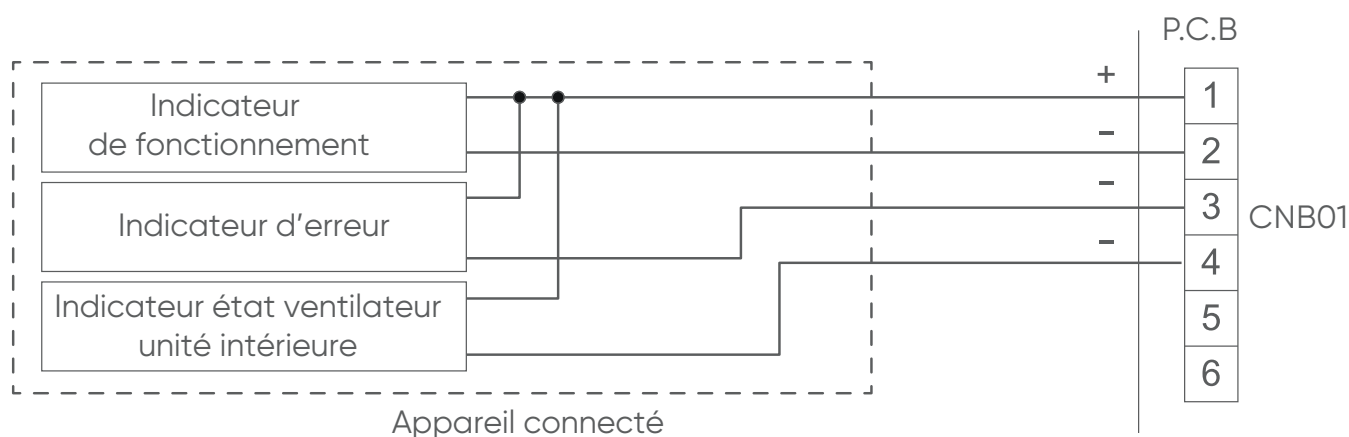 P.C.B
Indicateur
de fonctionnement
+
1
-
2
Indicateur d'erreur
-
3
CNB01
-
4
Indicateur état ventilateur
unité intérieure
5
6
Appareil connecté